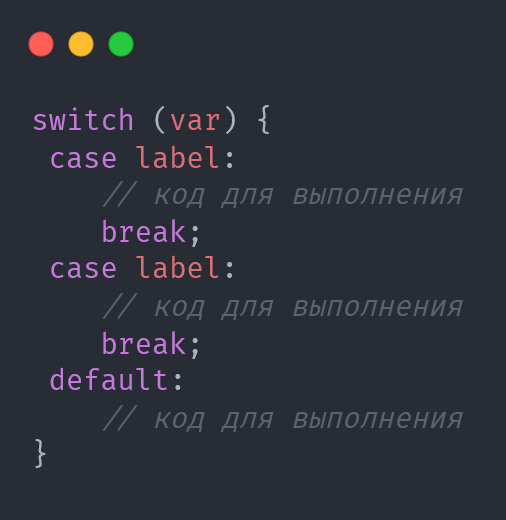 switch (var) {
case label:
// код для выполнения
break;
case label:
// код для выполнения
break;
default:
// код для выполнения
}